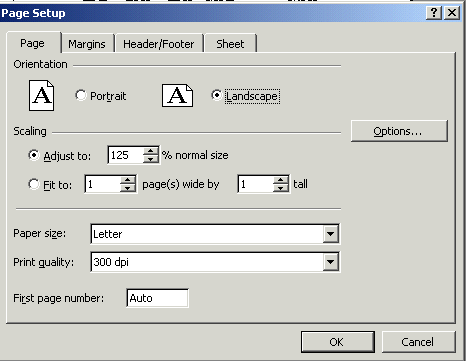 Page Setup
Page Margins Header/Footer Sheet
Orientation
A Portrait A Landscape
Scaling
Options...
Adjust to: 125 % normal size
Fit to: 1 page(s) wide by 1 tall
Paper size: Letter
Print quality: 300 dpi
First page number: Auto
OK Cancel